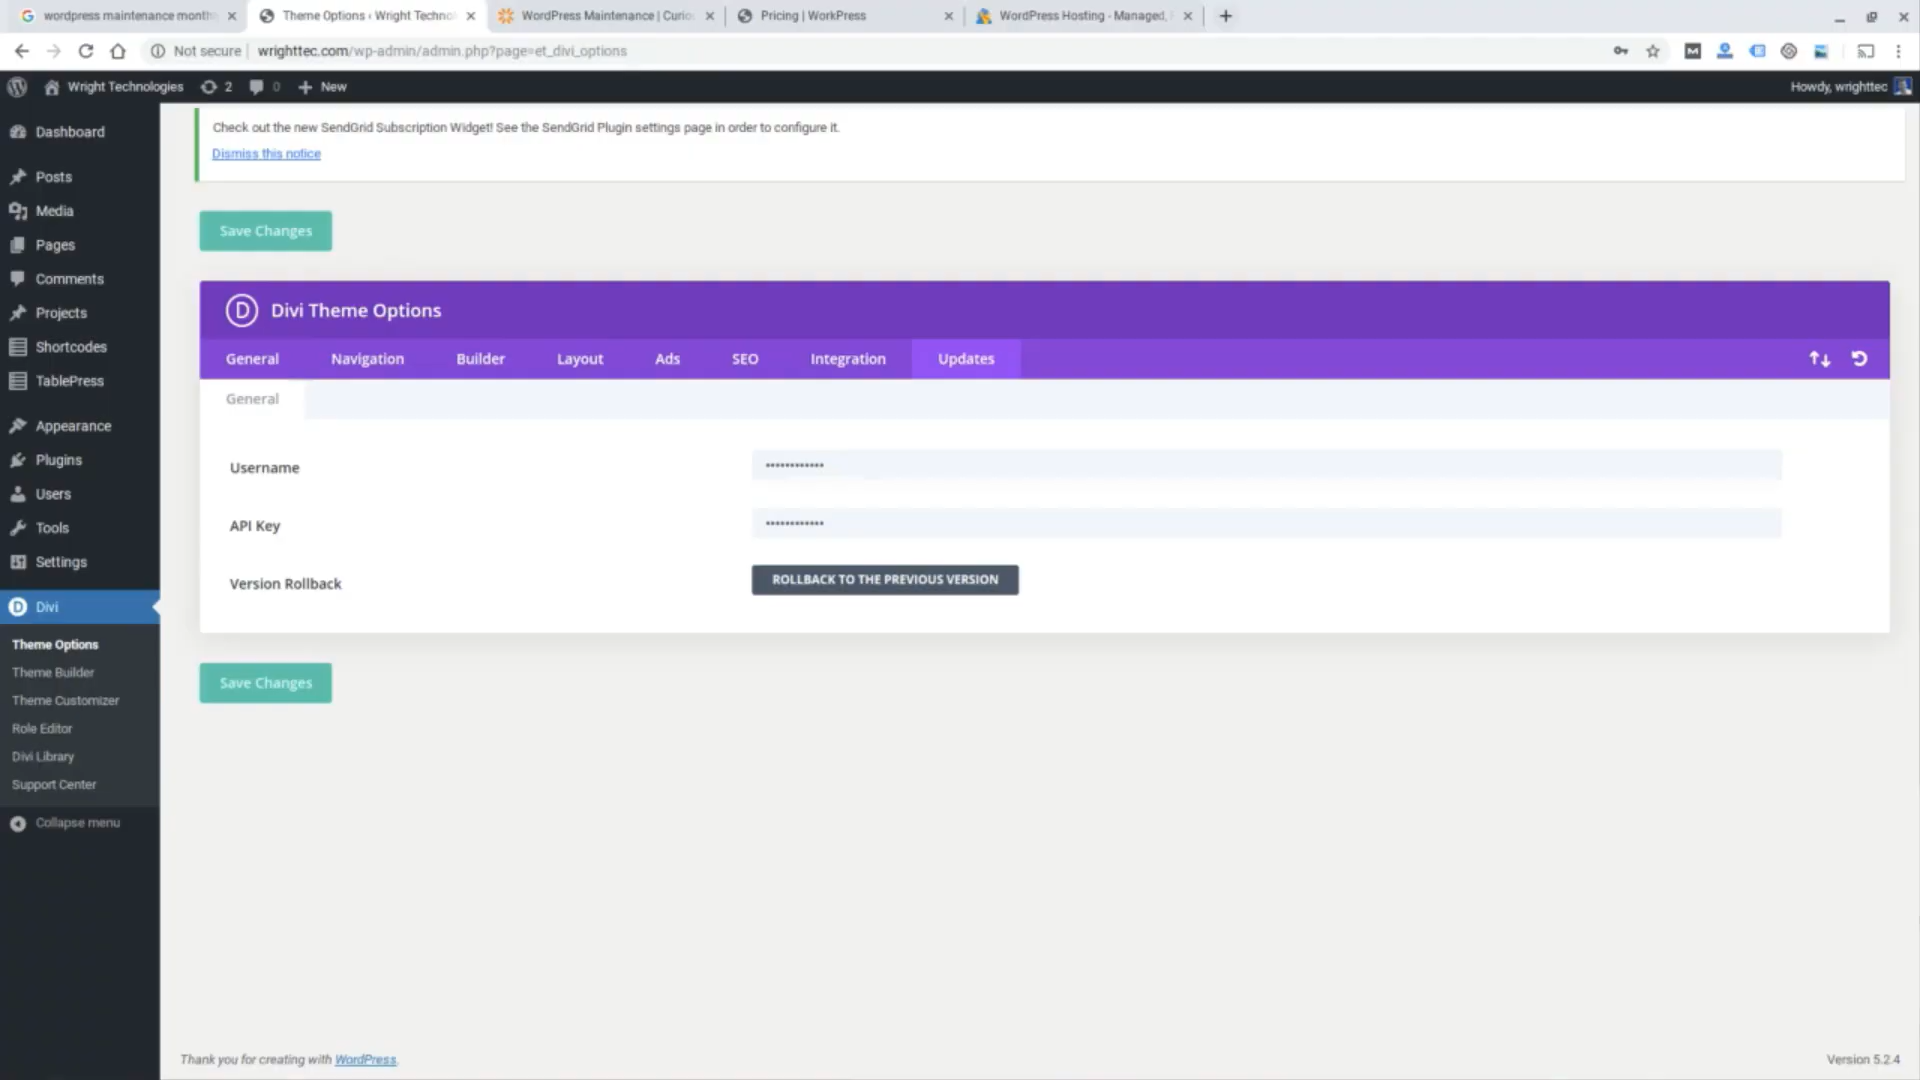 wordpress maintenance month
Theme Options ‹ Wright Technol
WordPress Maintenance | Curio
Pricing | WorkPress
WordPress Hosting - Managed,
Not secure | wrighttec.com/wp-admin/admin.php?page=et_divi_options
Wright Technologies
2
0
+ New
Howdy, wrighttec
Dashboard
Posts
Media
Pages
Comments
Projects
Shortcodes
TablePress
Appearance
Plugins
Users
Tools
Settings
Divi
Theme Options
Theme Builder
Theme Customizer
Role Editor
Divi Library
Support Center
Collapse menu
Check out the new SendGrid Subscription Widget! See the SendGrid Plugin settings page in order to configure it.
Dismiss this notice
Save Changes
D Divi Theme Options
General Navigation Builder Layout Ads SEO Integration Updates
General
Username ••••••••••••
API Key ••••••••••••
Version Rollback ROLLBACK TO THE PREVIOUS VERSION
Save Changes
Thank you for creating with WordPress.
Version 5.2.4